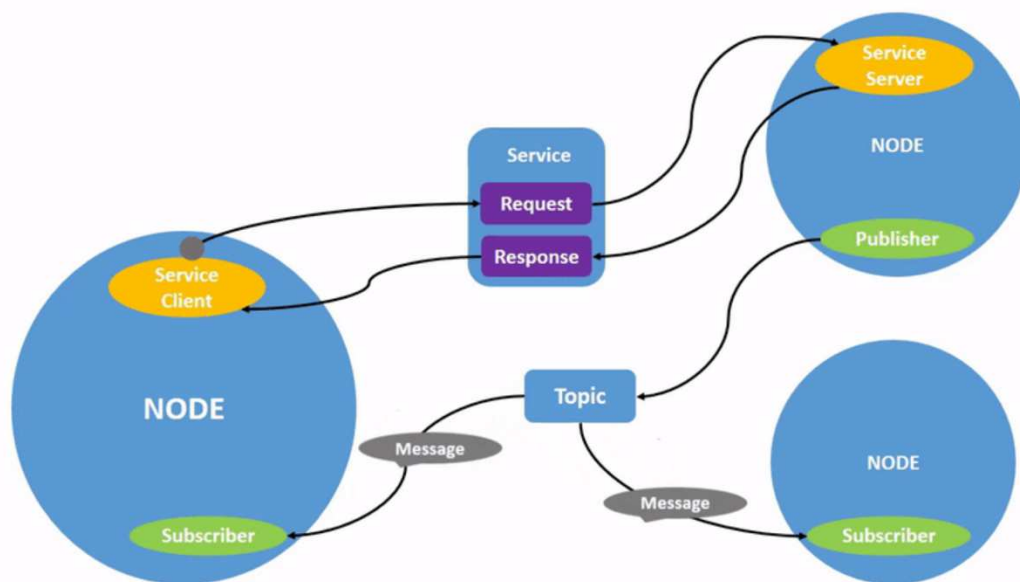 Service
Server
NODE
Publisher
Service
Request
Response
Service
Client
NODE
Subscriber
Topic
Message
Message
NODE
Subscriber